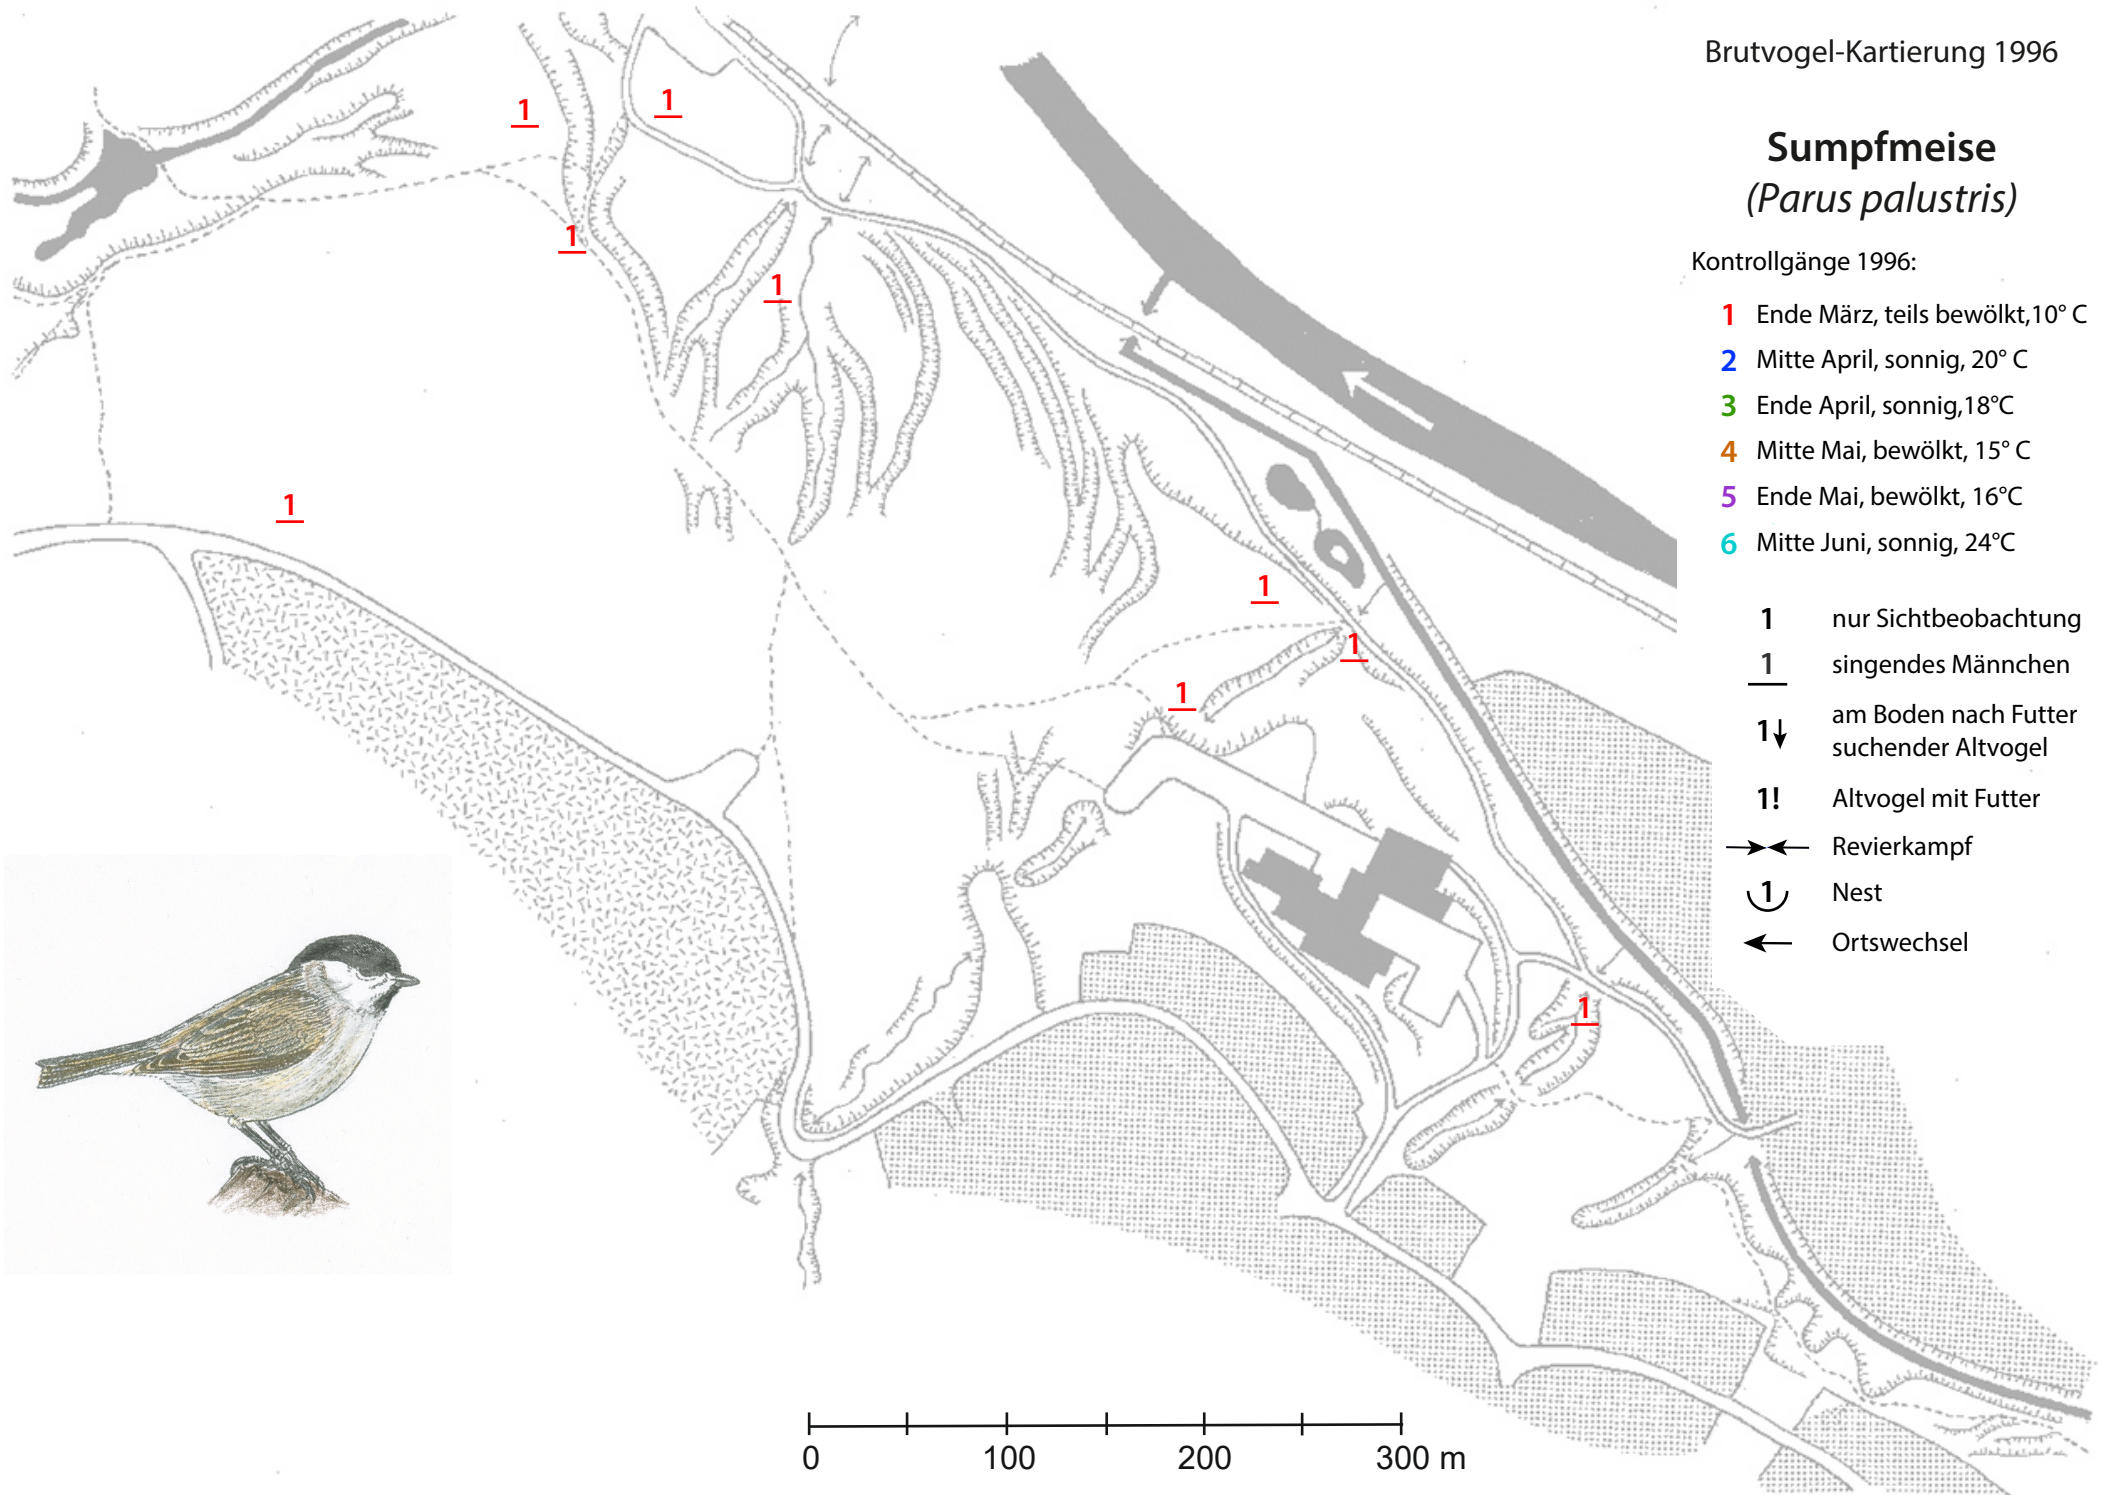 Brutvogel-Kartierung 1996
Sumpfmeise
(Parus palustris)
Kontrollgänge 1996:
1 Ende März, teils bewölkt,10° C
2 Mitte April, sonnig, 20° C
3 Ende April, sonnig,18°C
4 Mitte Mai, bewölkt, 15° C
5 Ende Mai, bewölkt, 16°C
6 Mitte Juni, sonnig, 24°C
1 nur Sichtbeobachtung
1 singendes Männchen
1 am Boden nach Futter
suchender Altvogel
1! Altvogel mit Futter
Revierkampf
1 Nest
Ortswechsel
1
1
1
1
1
1
1
1
1
0 100 200 300 m